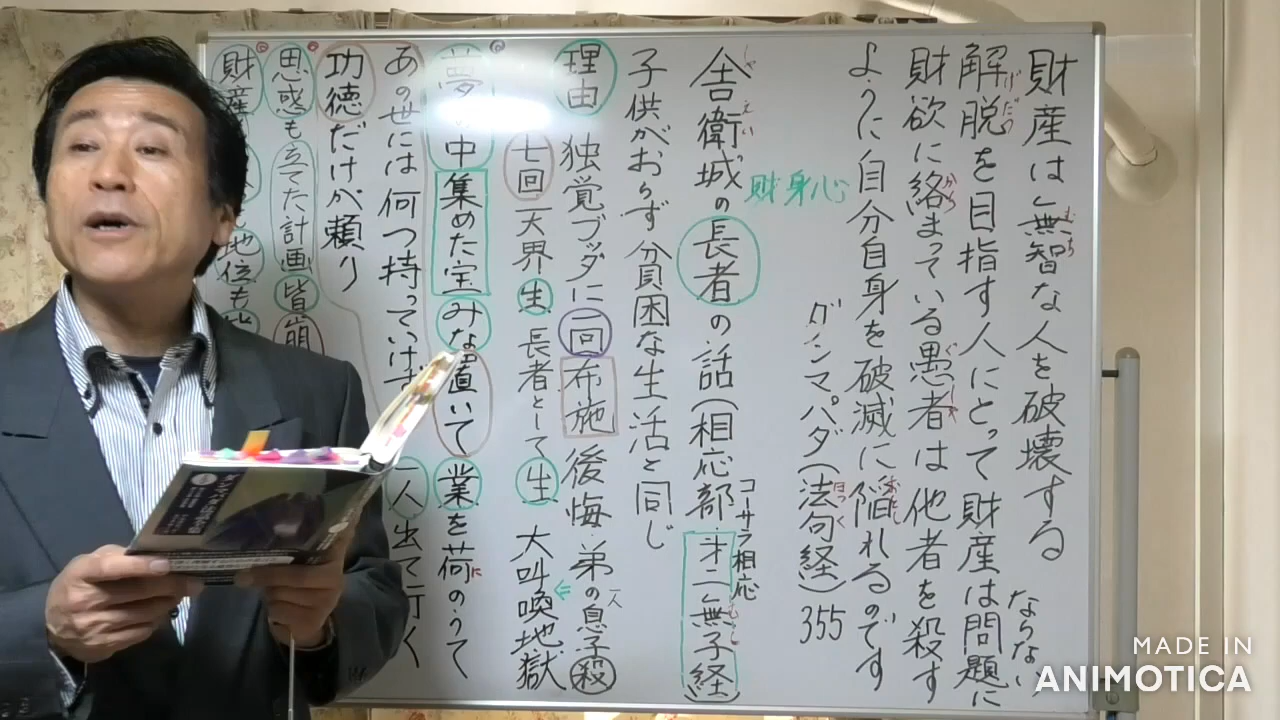 財産は無智な人を破壊する
解脱を目指す人にとって財産は問題に
ならない
財欲に絡まっている愚者は他者を殺す
ように自分自身を破滅に陥れるのです
ダンマパダ(法句経)355
舎衛城の長者の話(相応部 才二無子経)
コーサラ相応
財身心
子供がおらず貧困な生活と同じ
理由 独覚ブッダに一回布施後悔 弟の一人息子殺
七回 天界生 長者として生 大叫喚地獄
夢の中集めた宝みな置いて業を荷のうて
あの世には何一つ持っていけず一人出て行く
功徳だけが頼り
思惑も立てた計画皆崩
財産 地位も
MADE IN
ANIMOTICA